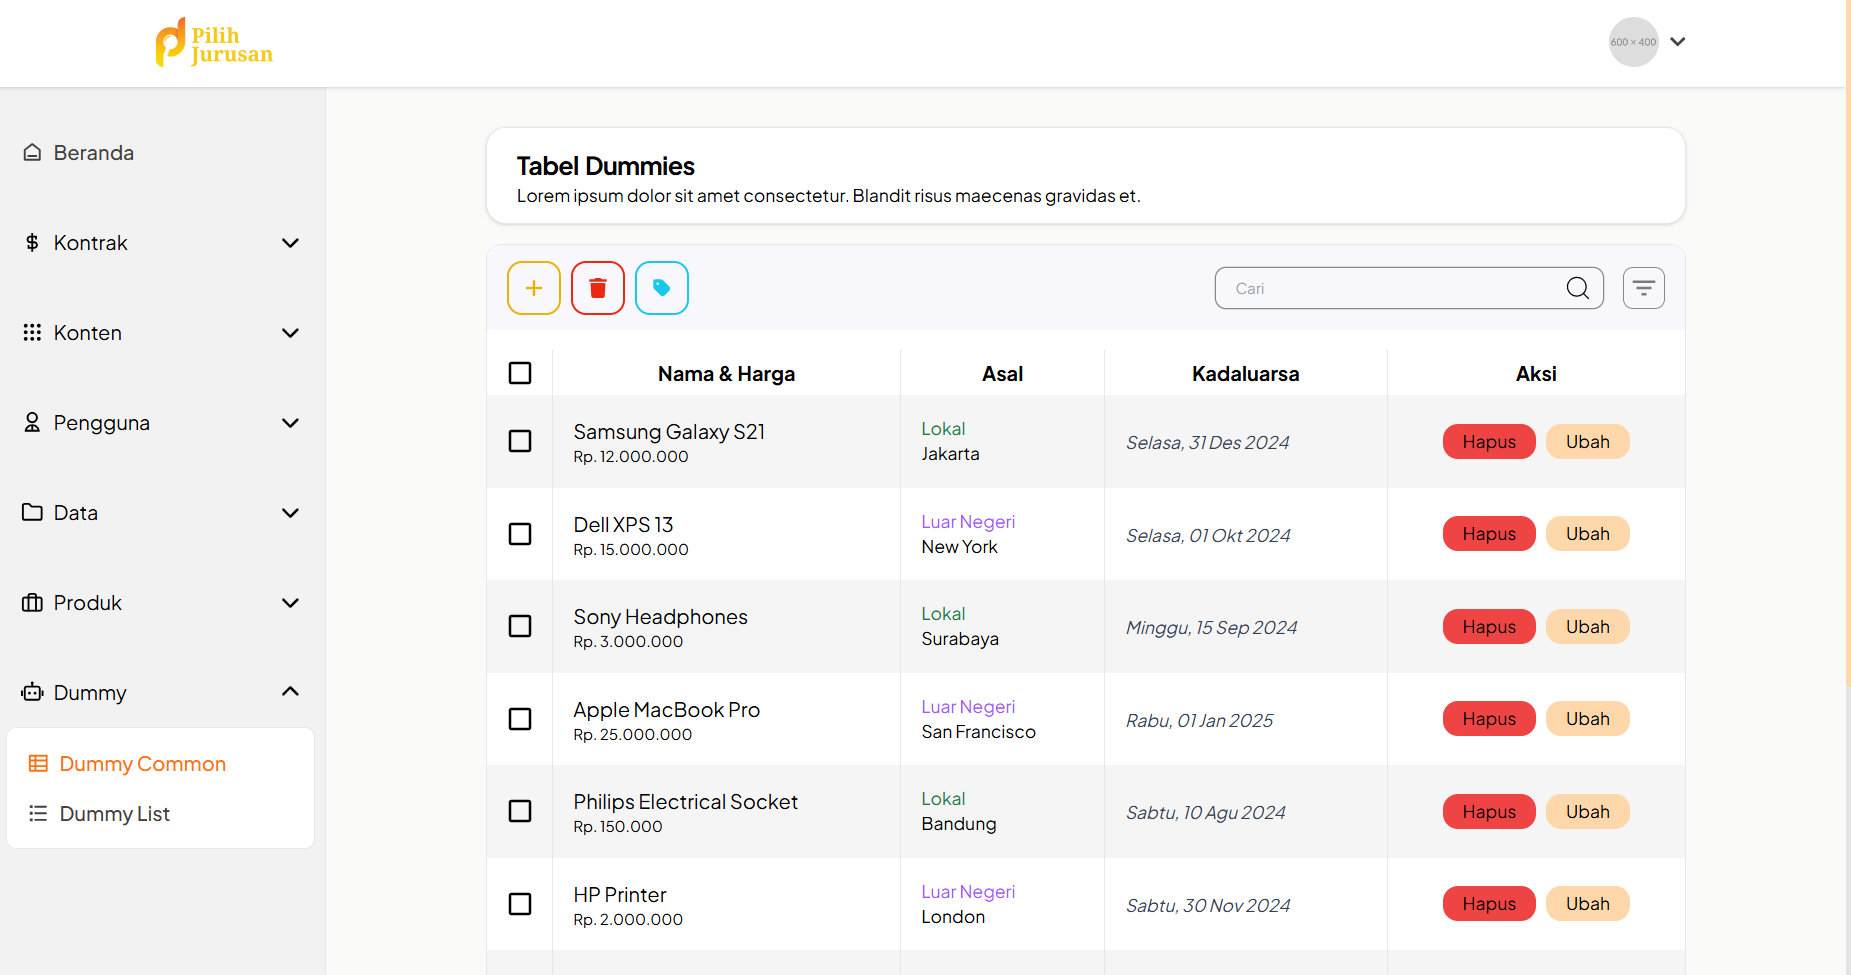 Pilih
Jurusan
600 × 400
Beranda
Kontrak
Konten
Pengguna
Data
Produk
Dummy
Dummy Common
Dummy List
Tabel Dummies
Lorem ipsum dolor sit amet consectetur. Blandit risus maecenas gravidas et.
Cari
Nama & Harga Asal Kadaluarsa Aksi
Samsung Galaxy S21
Rp. 12.000.000
Lokal
Jakarta
Selasa, 31 Des 2024
Hapus Ubah
Dell XPS 13
Rp. 15.000.000
Luar Negeri
New York
Selasa, 01 Okt 2024
Hapus Ubah
Sony Headphones
Rp. 3.000.000
Lokal
Surabaya
Minggu, 15 Sep 2024
Hapus Ubah
Apple MacBook Pro
Rp. 25.000.000
Luar Negeri
San Francisco
Rabu, 01 Jan 2025
Hapus Ubah
Philips Electrical Socket
Rp. 150.000
Lokal
Bandung
Sabtu, 10 Agu 2024
Hapus Ubah
HP Printer
Rp. 2.000.000
Luar Negeri
London
Sabtu, 30 Nov 2024
Hapus Ubah